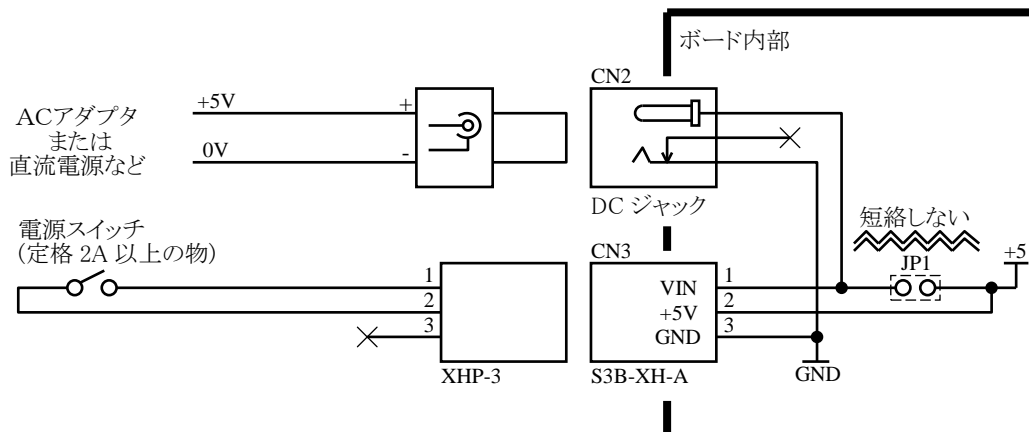 ボード内部
CN2
ACアダプタ
または
直流電源など
+5V
+
0V
-
DC ジャック
電源スイッチ
(定格 2A 以上の物)
短絡しない
CN3
JP1
+5
1
2
3
VIN
+5V
GND
1
2
3
XHP-3
S3B-XH-A
GND